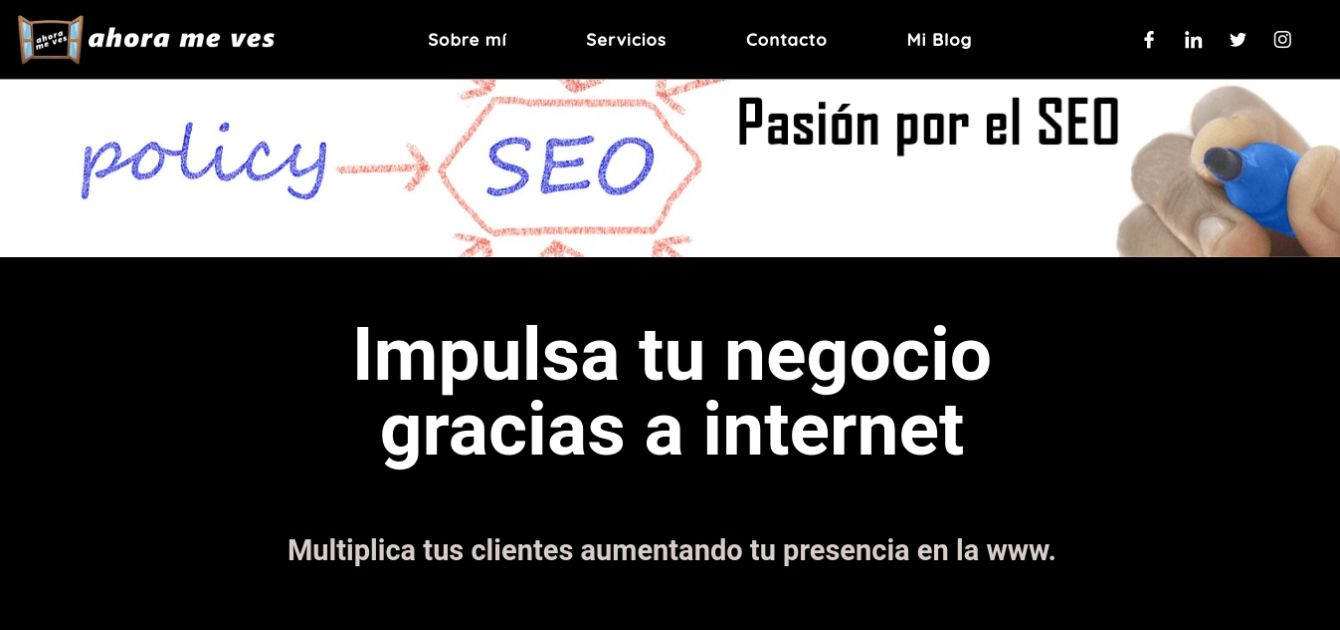 ahora
me ves
ahora me ves
Sobre mí
Servicios
Contacto
Mi Blog
policy
SEO
Pasión por el SEO
Impulsa tu negocio
gracias a internet
Multiplica tus clientes aumentando tu presencia en la www.